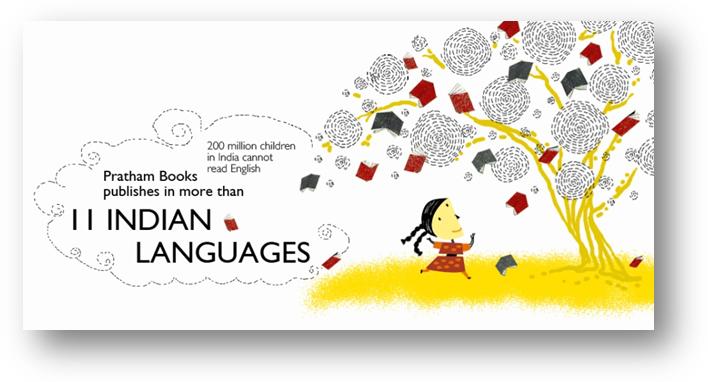 200 million children
in India cannot
read English
Pratham Books
publishes in more than
11 INDIAN
LANGUAGES